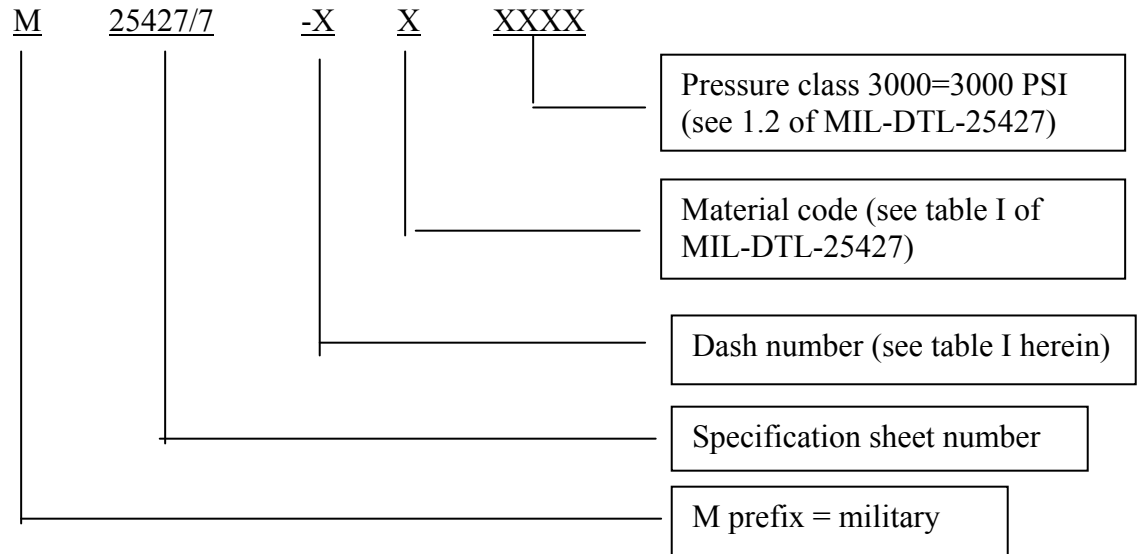 M 25427/7 -X X XXXX
Pressure class 3000=3000 PSI
(see 1.2 of MIL-DTL-25427)
Material code (see table I of
MIL-DTL-25427)
Dash number (see table I herein)
Specification sheet number
M prefix = military